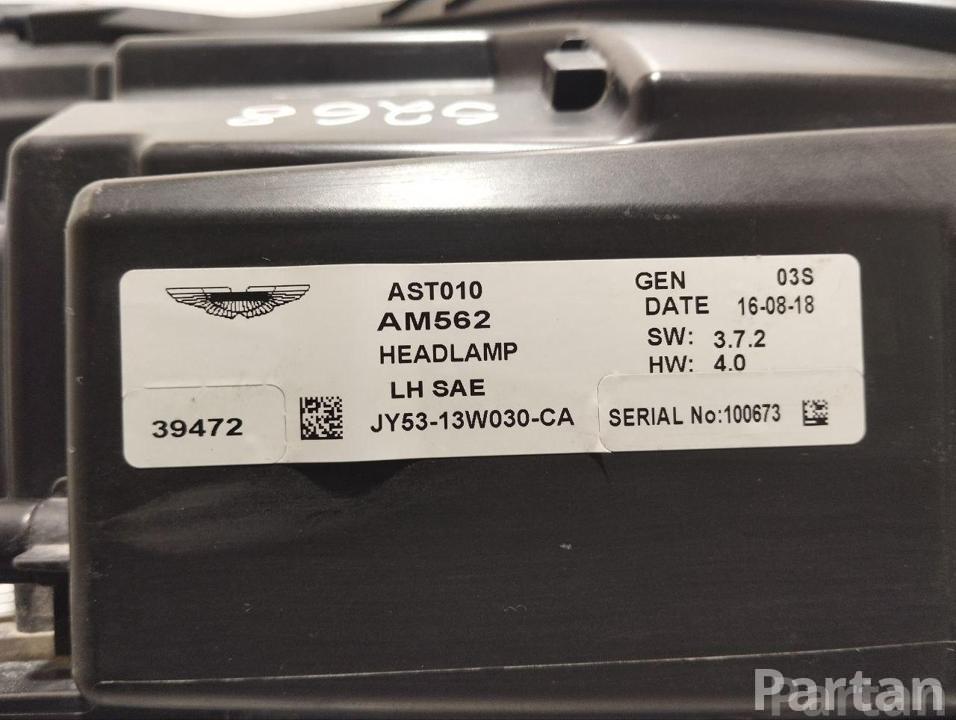 5268
AST010
AM562
HEADLAMP
LH SAE
JY53-13W030-CA
39472
GEN 03S
DATE 16-08-18
SW: 3.7.2
HW: 4.0
SERIAL No:100673
Partan